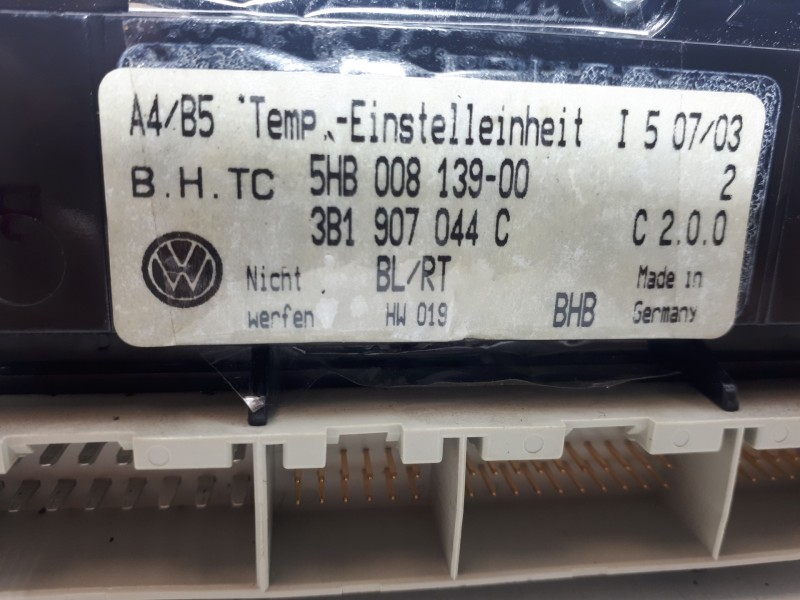 A4/B5 Temp.-Einstelleinheit I 5 07/03
B.H.TC 5HB 008 139-00 2
3B1 907 044 C C 2.0.0
Nicht BL/RT Made in
werfen HW 019 BHB Germany